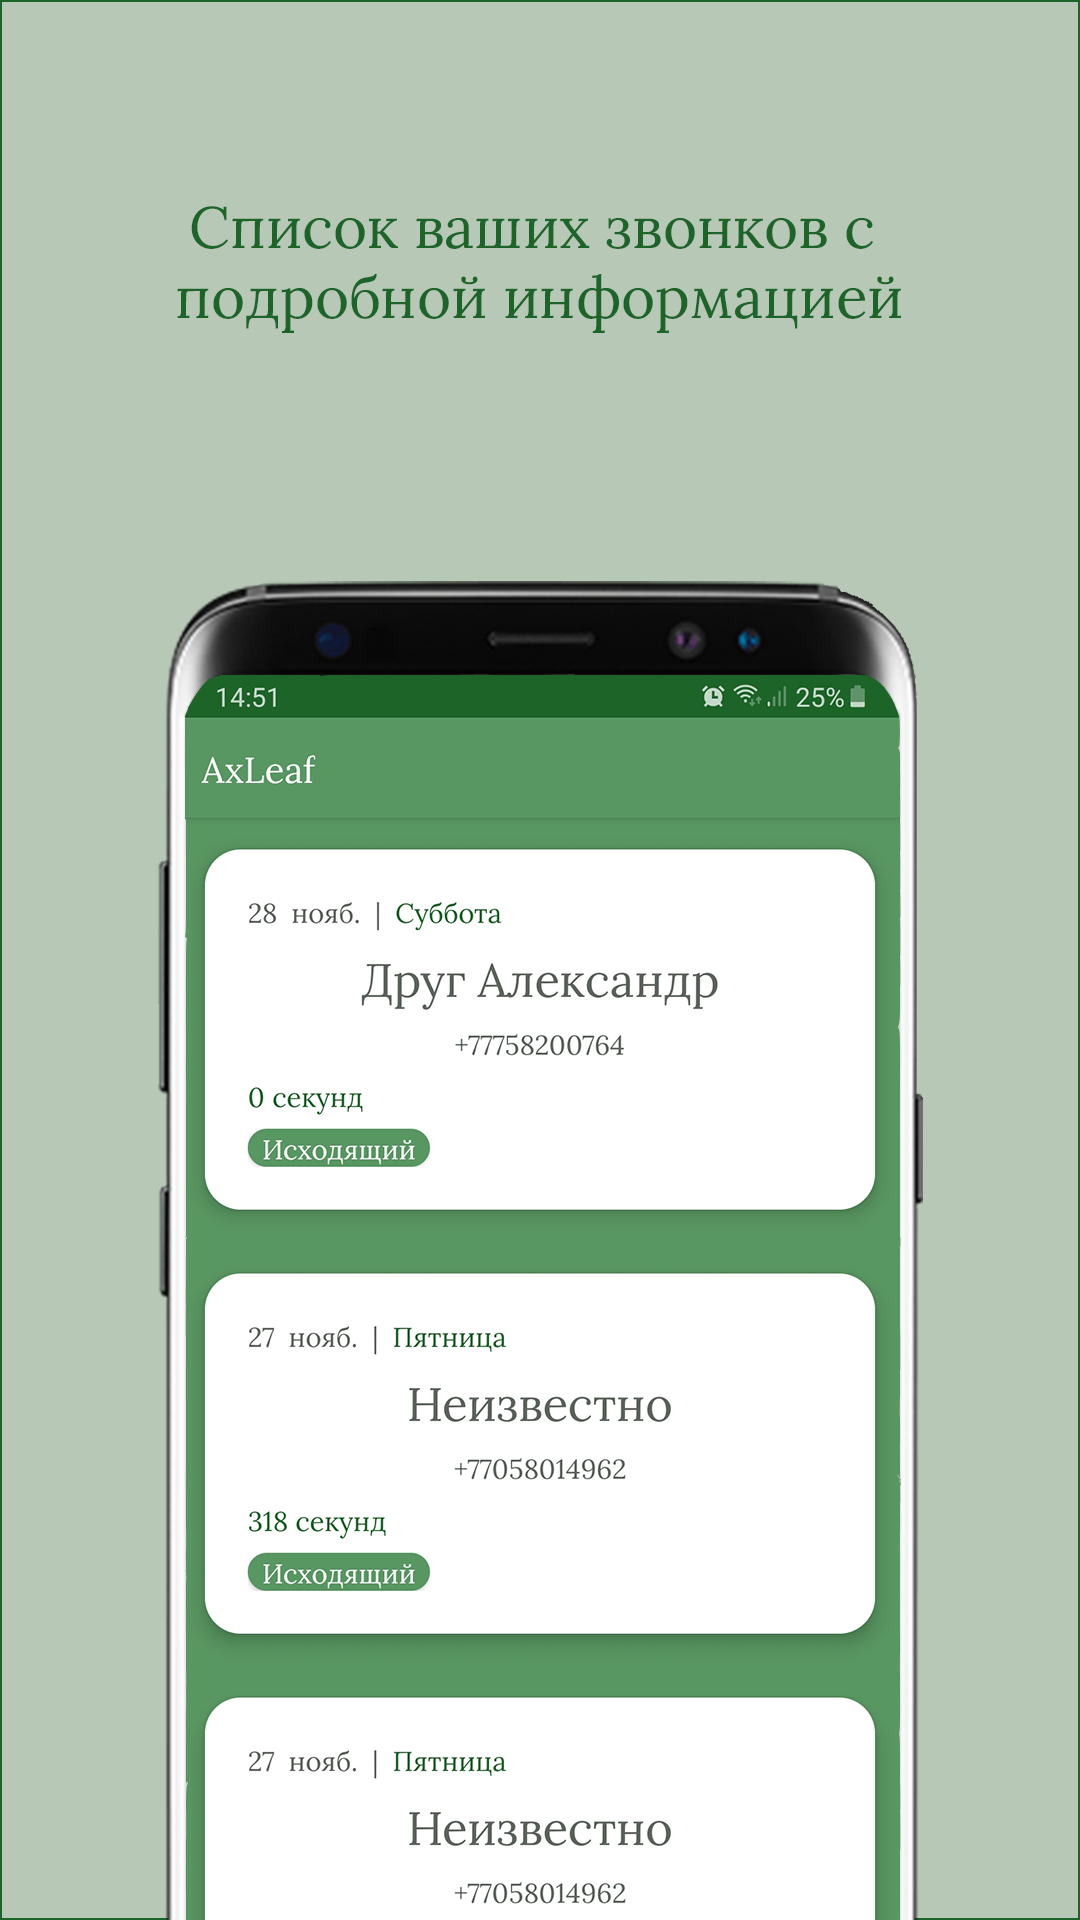 Список ваших звонков с
подробной информацией
14:51 25%
AxLeaf
28 нояб. | Суббота
Друг Александр
+77758200764
0 секунд
Исходящий
27 нояб. | Пятница
Неизвестно
+77058014962
318 секунд
Исходящий
27 нояб. | Пятница
Неизвестно
+77058014962